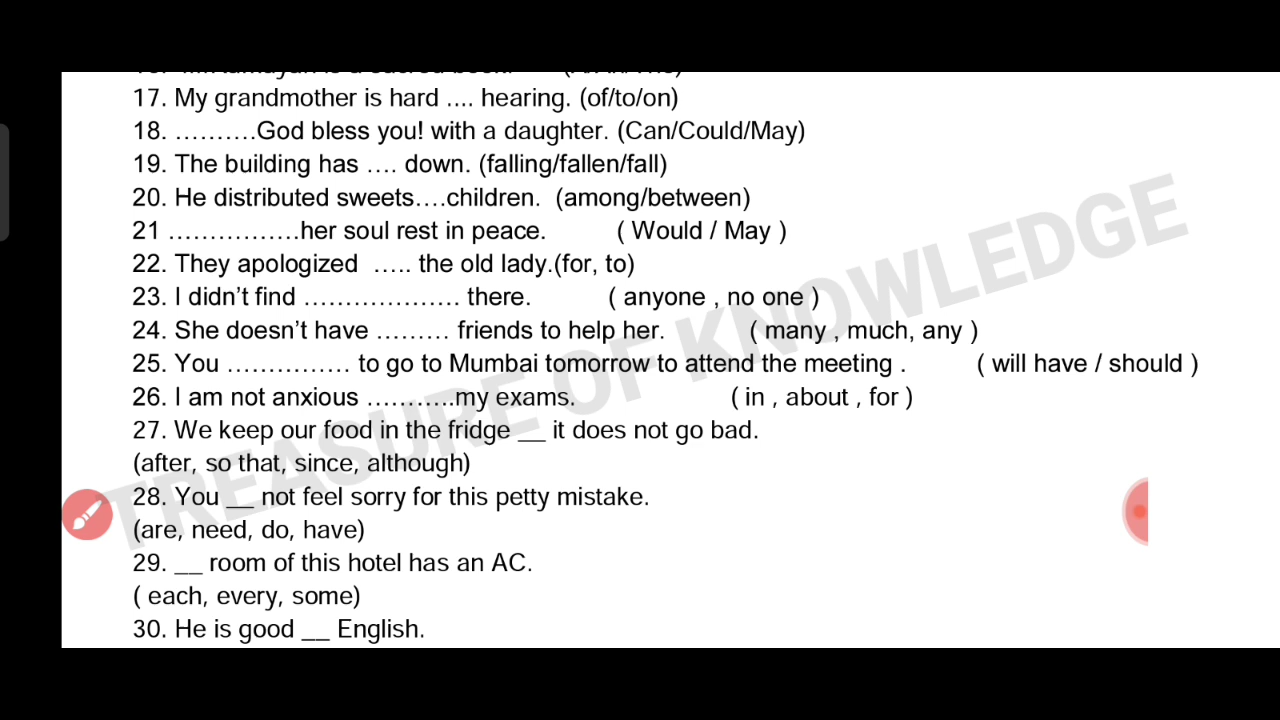 17. My grandmother is hard .... hearing. (of/to/on)
18. ……….God bless you! with a daughter. (Can/Could/May)
19. The building has …. down. (falling/fallen/fall)
20. He distributed sweets….children. (among/between)
21 …………….her soul rest in peace. ( Would / May )
22. They apologized ….. the old lady.(for, to)
23. I didn't find ………………. there. ( anyone , no one )
24. She doesn't have ……… friends to help her. ( many , much, any )
25. You …………… to go to Mumbai tomorrow to attend the meeting . ( will have / should )
26. I am not anxious ………..my exams. ( in , about , for )
27. We keep our food in the fridge __ it does not go bad.
(after, so that, since, although)
28. You __ not feel sorry for this petty mistake.
(are, need, do, have)
29. __ room of this hotel has an AC.
( each, every, some)
30. He is good __ English.
TREASURE OF KNOWLEDGE